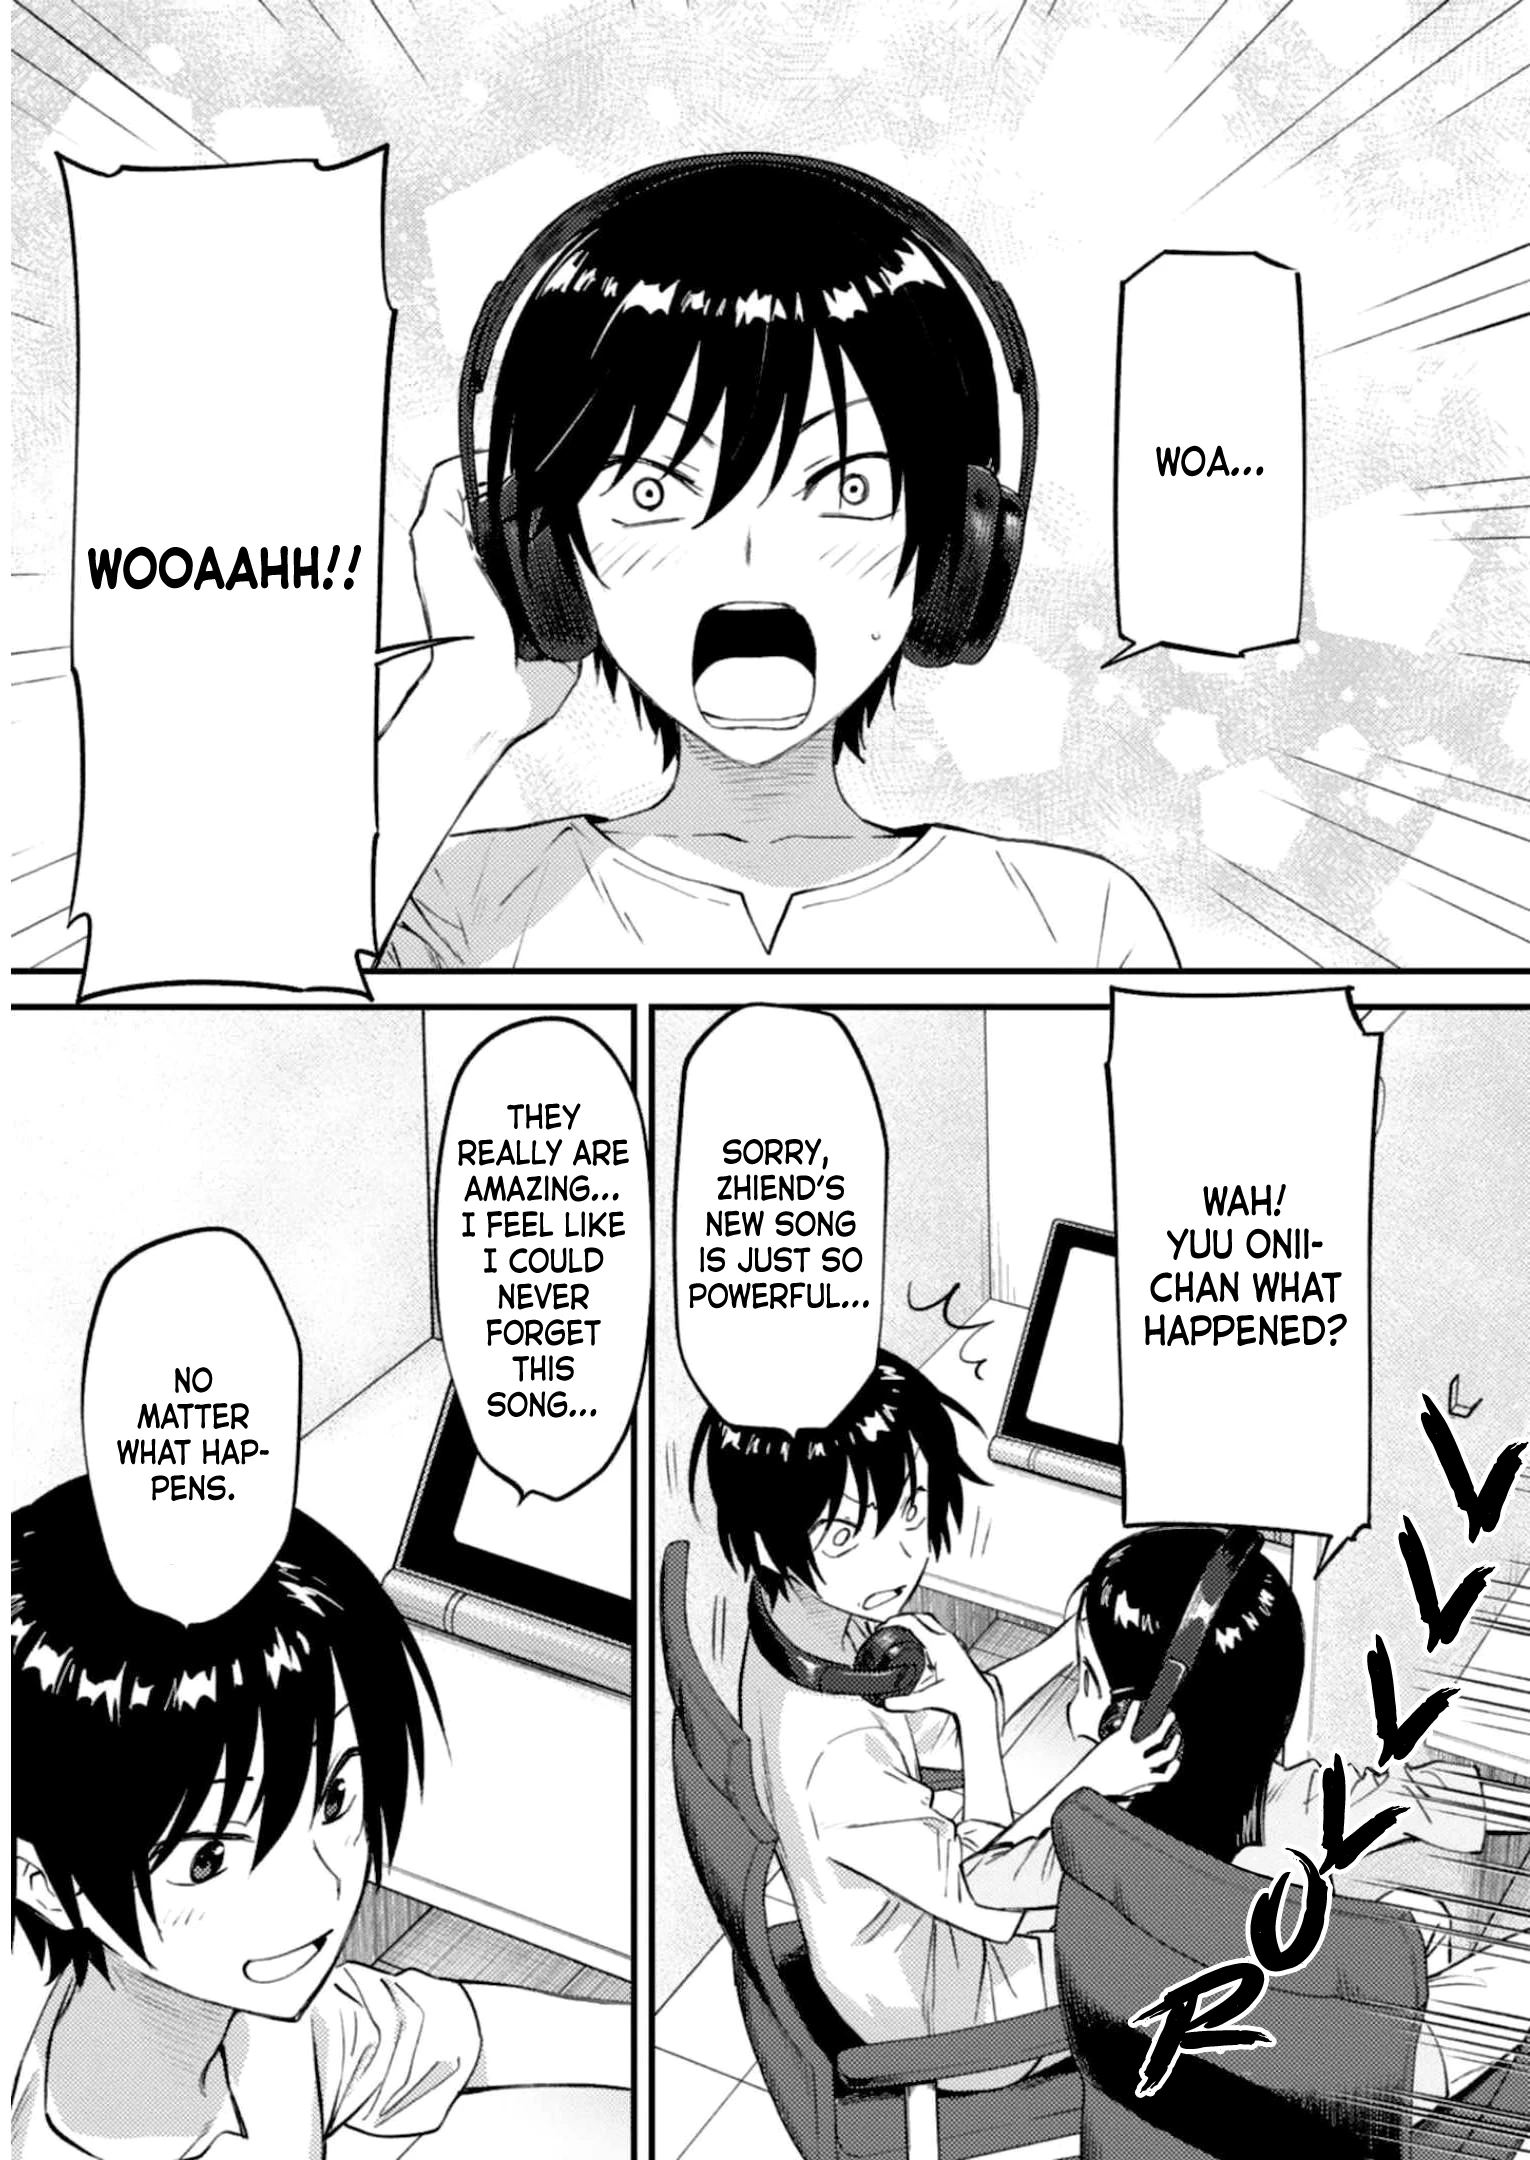 WOA...
WOOAAHH!!
WAH!
YUU ONII-
CHAN WHAT
HAPPENED?
ROLLLLLL
SORRY,
ZHIEND'S
NEW SONG
IS JUST SO
POWERFUL...
THEY
REALLY ARE
AMAZING...
I FEEL LIKE
I COULD
NEVER
FORGET
THIS
SONG...
NO
MATTER
WHAT HAP-
PENS.